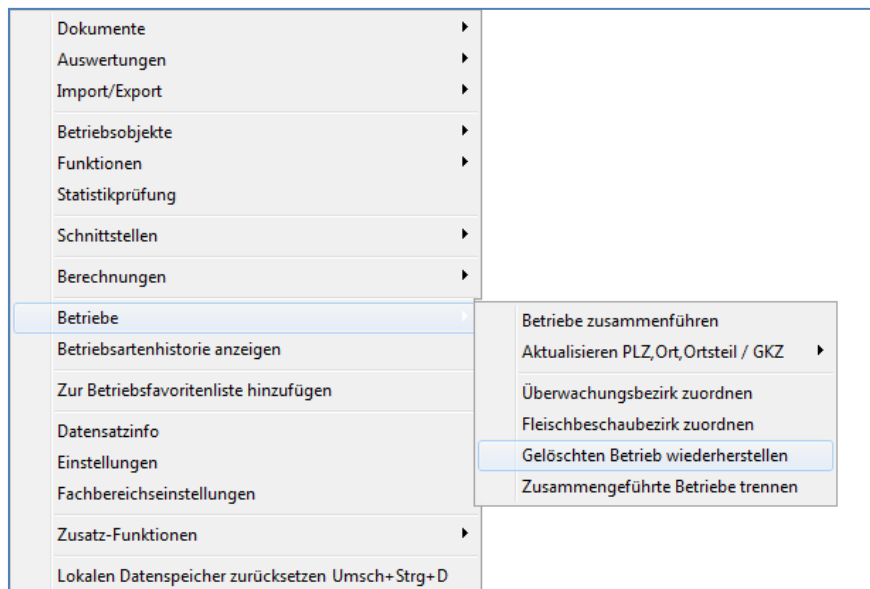 Dokumente
Auswertungen
Import/Export
Betriebsobjekte
Funktionen
Statistikprüfung
Schnittstellen
Berechnungen
Betriebe
Betriebsartenhistorie anzeigen
Zur Betriebsfavoritenliste hinzufügen
Datensatzinfo
Einstellungen
Fachbereichseinstellungen
Zusatz-Funktionen
Lokalen Datenspeicher zurücksetzen Umsch+Strg+D
Betriebe zusammenführen
Aktualisieren PLZ,Ort,Ortsteil / GKZ
Überwachungsbezirk zuordnen
Fleischbeschaubezirk zuordnen
Gelöschten Betrieb wiederherstellen
Zusammengeführte Betriebe trennen